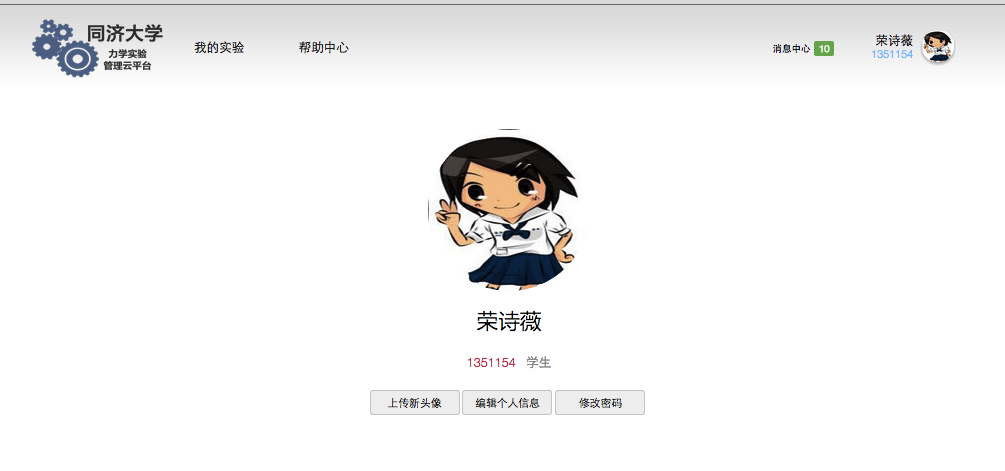 同济大学
力学实验
管理云平台
我的实验
帮助中心
消息中心 10
荣诗薇
1351154
荣诗薇
1351154 学生
上传新头像 编辑个人信息 修改密码